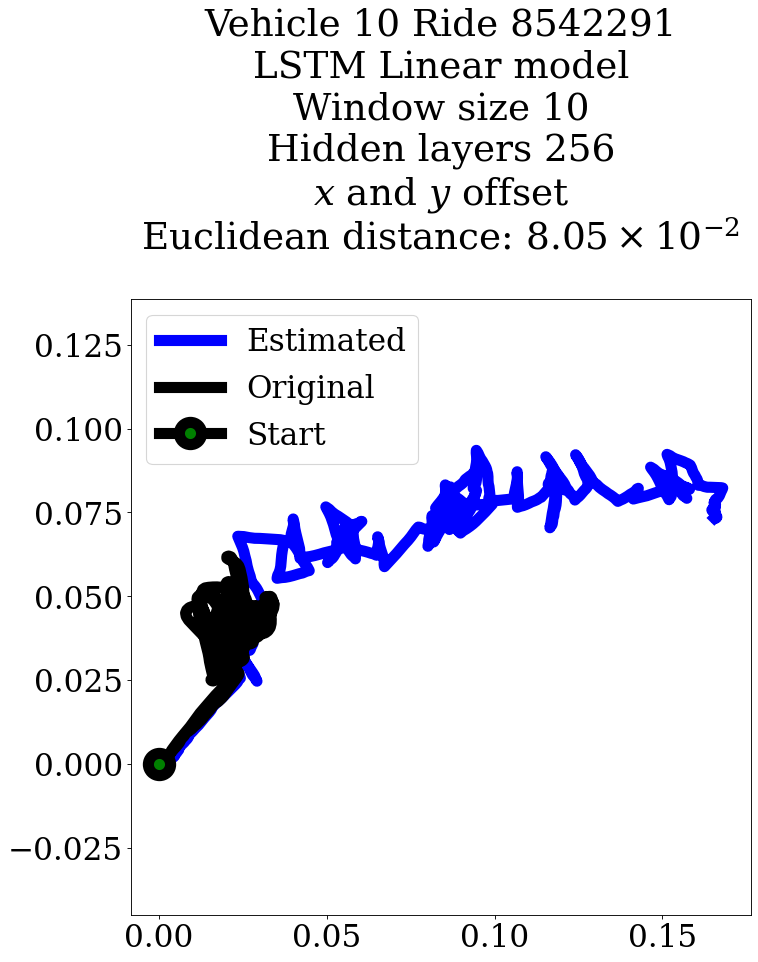 Vehicle 10 Ride 8542291
LSTM Linear model
Window size 10
Hidden layers 256
x and y offset
Euclidean distance: 8.05 × 10⁻²
Estimated
Original
Start
0.125
0.100
0.075
0.050
0.025
0.000
−0.025
0.00 0.05 0.10 0.15